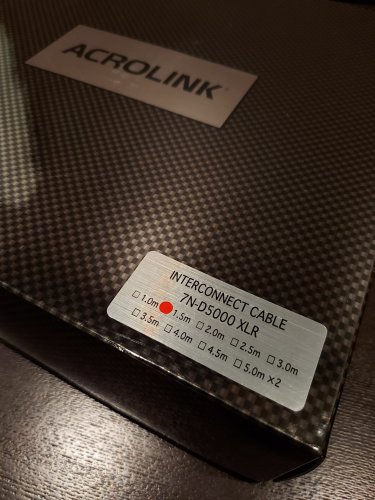 ACROLINK
INTERCONNECT CABLE
7N-D5000 XLR
□ 1.0m 1.5m □ 2.0m □ 2.5m □ 3.0m
□ 3.5m □ 4.0m □ 4.5m □ 5.0m X2